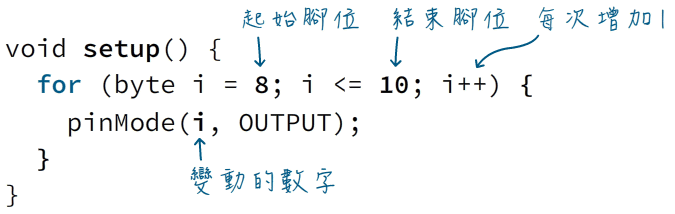 起始腳位 結束腳位 每次增加1
void setup() {
for (byte i = 8; i <= 10; i++) {
pinMode(i, OUTPUT);
}
變動的數字
}